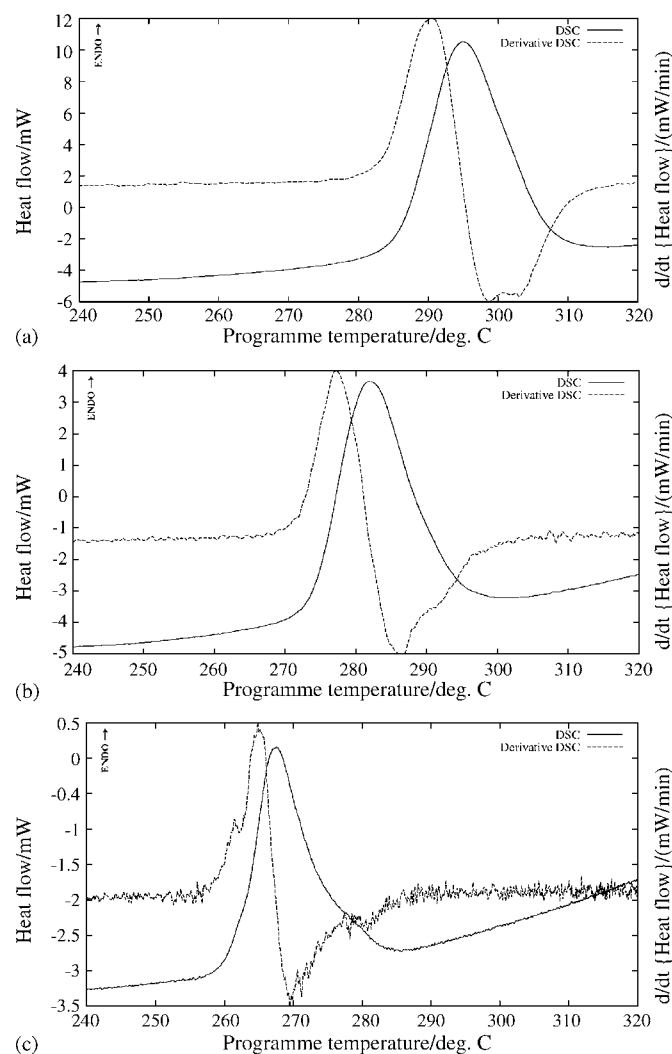 ENDO →
DSC
Derivative DSC
12
10
8
6
4
2
0
-2
-4
-6
Heat flow/mW
d/dt {Heat flow }/(mW/min)
240 250 260 270 280 290 300 310 320
(a) Programme temperature/deg. C
ENDO →
DSC
Derivative DSC
4
3
2
1
0
-1
-2
-3
-4
-5
Heat flow/mW
d/dt {Heat flow }/(mW/min)
240 250 260 270 280 290 300 310 320
(b) Programme temperature/deg. C
ENDO →
DSC
Derivative DSC
0.5
0
-0.4
-1
-1.5
-2
-2.5
-3
-3.5
Heat flow/mW
d/dt {Heat flow }/(mW/min)
240 250 260 270 280 290 300 310 320
(c) Programme temperature/deg. C